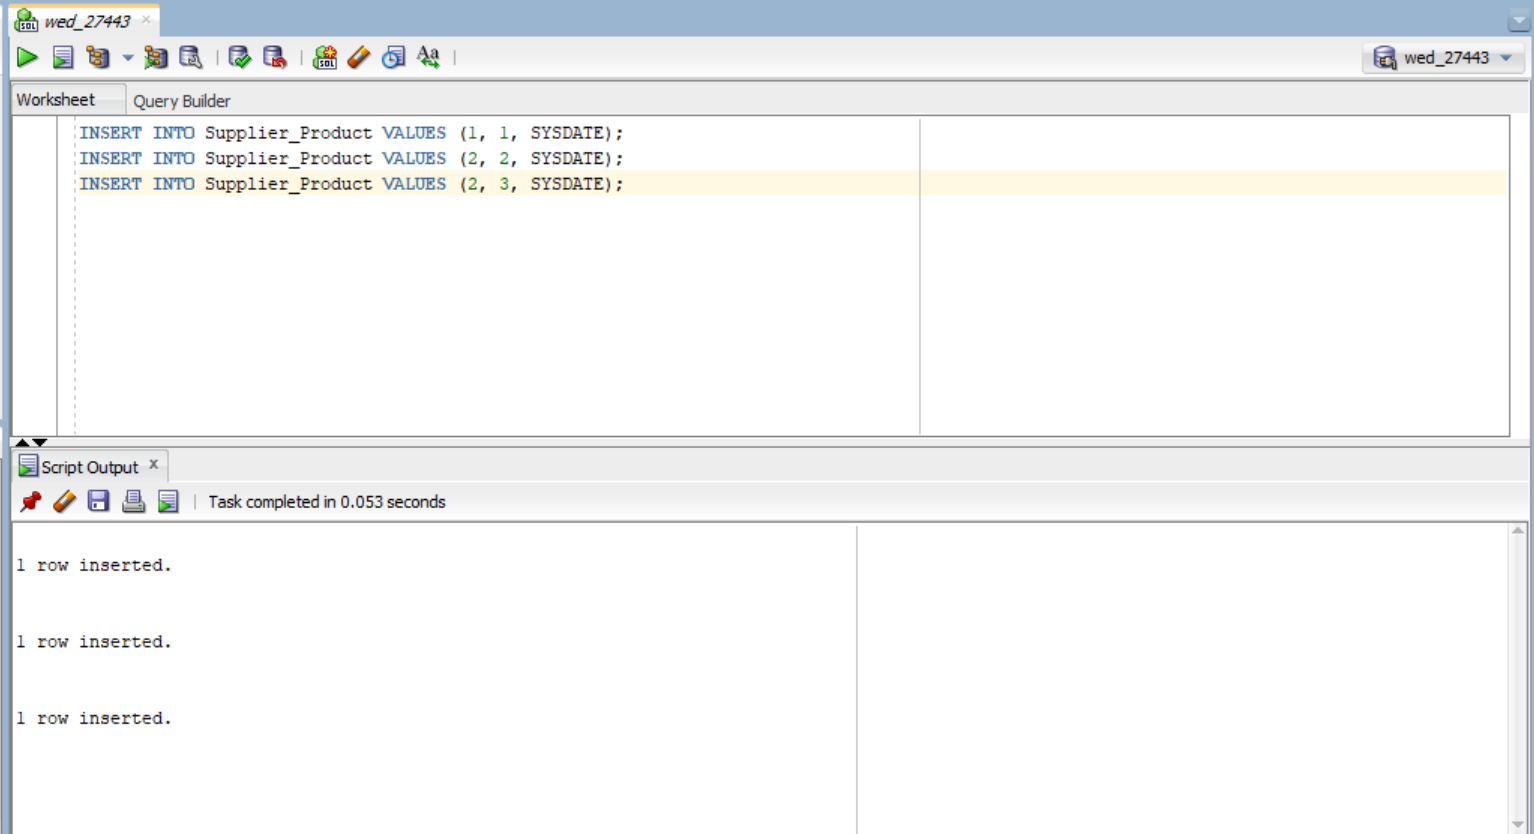 wed_27443
wed_27443
Worksheet Query Builder
INSERT INTO Supplier_Product VALUES (1, 1, SYSDATE);
INSERT INTO Supplier_Product VALUES (2, 2, SYSDATE);
INSERT INTO Supplier_Product VALUES (2, 3, SYSDATE);
Script Output
Task completed in 0.053 seconds
1 row inserted.
1 row inserted.
1 row inserted.